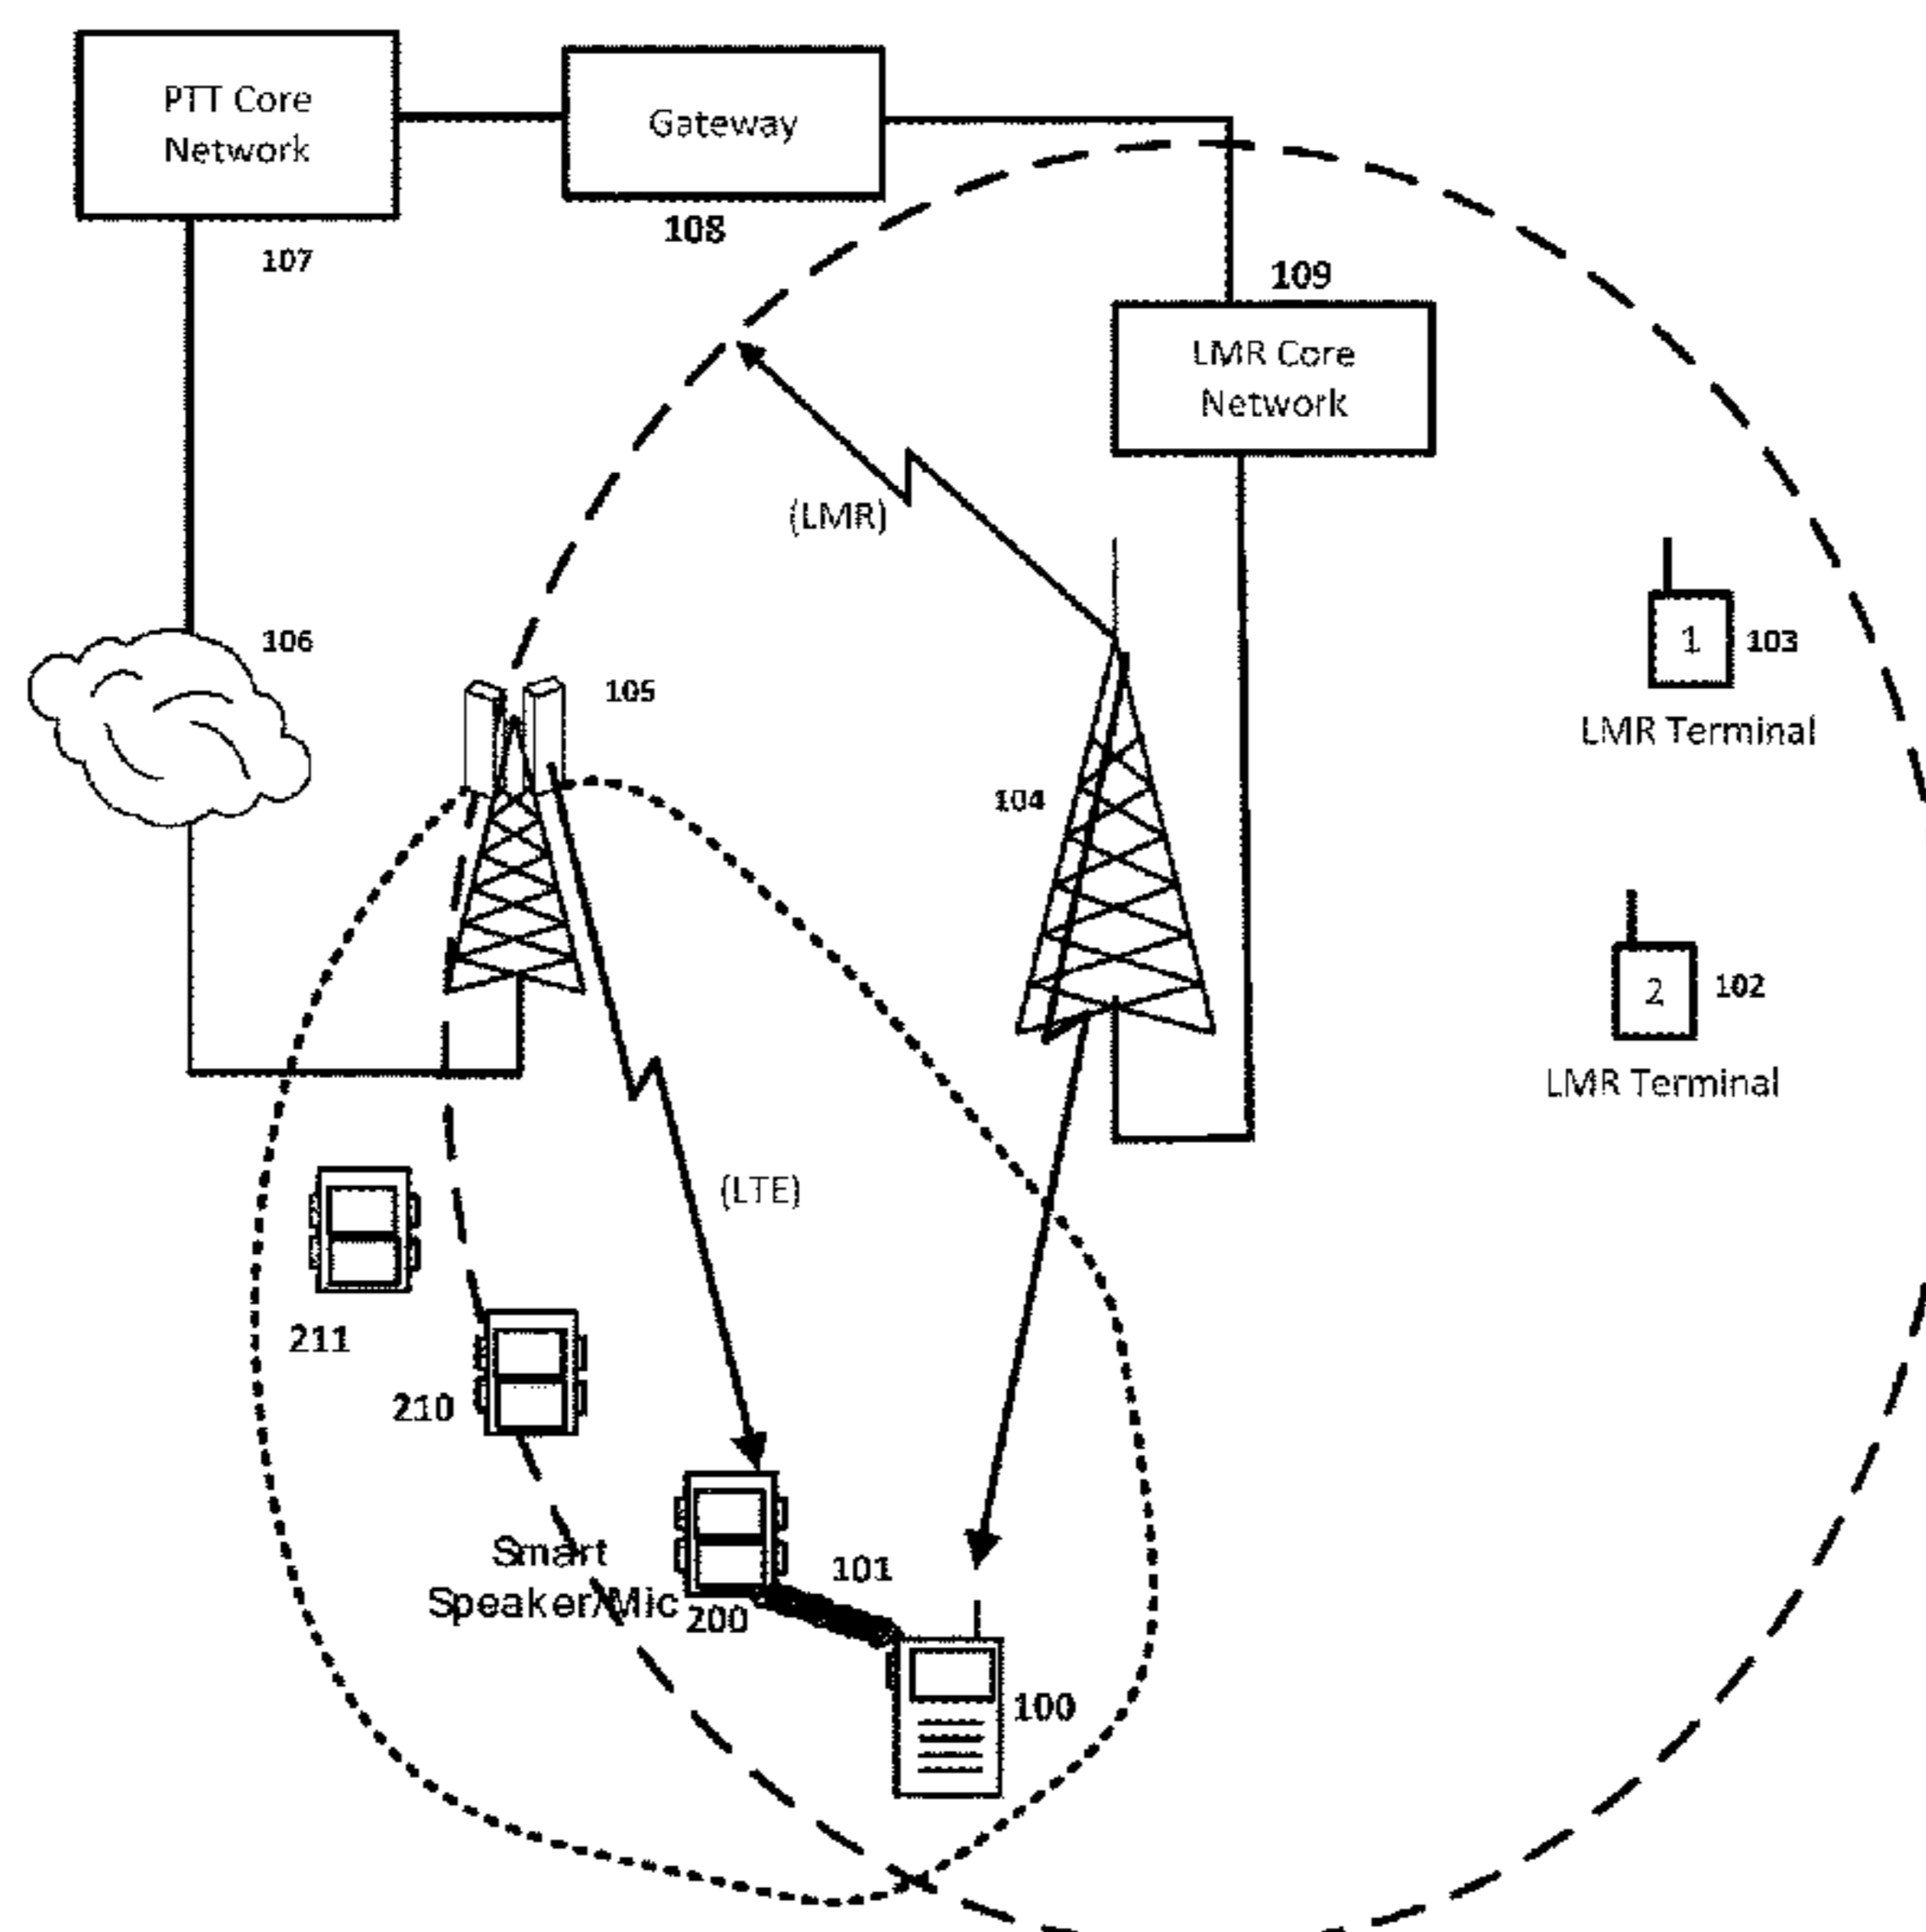 PTT Core
Network
107
Gateway
108
109
LMR Core
Network
(LMR)
106
105
104
1
103
LMR Terminal
2
102
LMR Terminal
(LTE)
211
210
Smart
Speaker/Mic
200
101
100